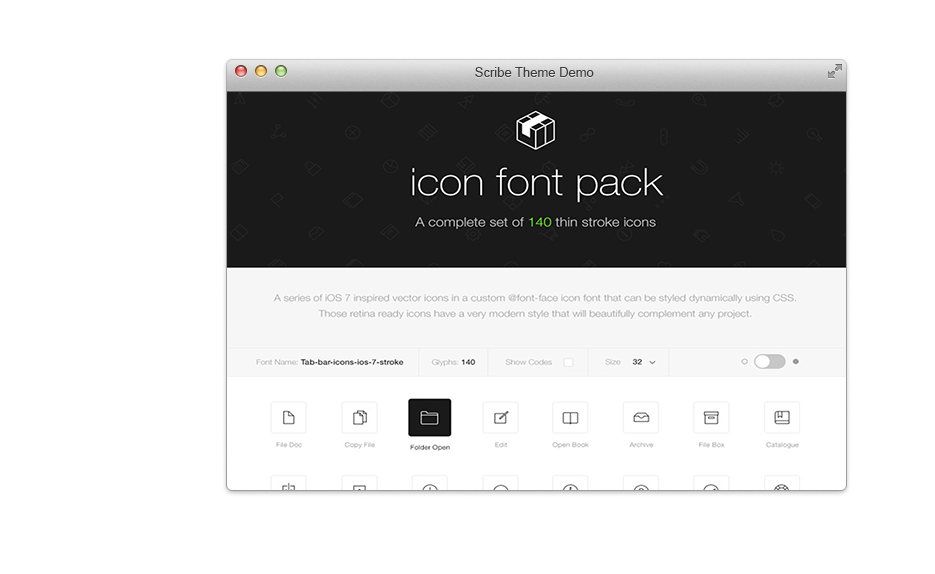 Scribe Theme Demo
icon font pack
A complete set of 140 thin stroke icons
A series of iOS 7 inspired vector icons in a custom @font-face icon font that can be styled dynamically using CSS.
Those retina ready icons have a very modern style that will beautifully complement any project.
Font Name: Tab-bar-icons-ios-7-stroke Glyphs: 140 Show Codes Size 32
File Doc Copy File Folder Open Edit Open Book Archive File Box Catalogue